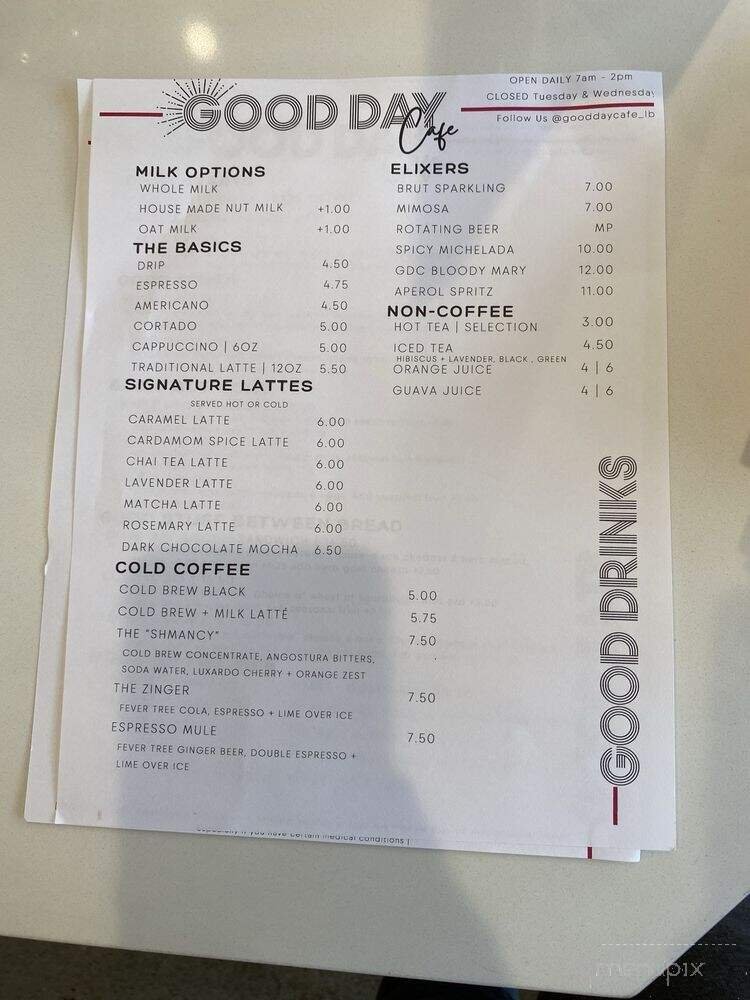 GOOD DAY
Cafe
OPEN DAILY 7am - 2pm
CLOSED Tuesday & Wednesday
Follow Us @gooddaycafe_lb
MILK OPTIONS
WHOLE MILK
HOUSE MADE NUT MILK +1.00
OAT MILK +1.00
THE BASICS
DRIP 4.50
ESPRESSO 4.75
AMERICANO 4.50
CORTADO 5.00
CAPPUCCINO | 6OZ 5.00
TRADITIONAL LATTE | 12OZ 5.50
SIGNATURE LATTES
SERVED HOT OR COLD
CARAMEL LATTE 6.00
CARDAMOM SPICE LATTE 6.00
CHAI TEA LATTE 6.00
LAVENDER LATTE 6.00
MATCHA LATTE 6.00
ROSEMARY LATTE 6.00
DARK CHOCOLATE MOCHA 6.50
COLD COFFEE
COLD BREW BLACK 5.00
COLD BREW + MILK LATTÉ 5.75
THE "SHMANCY" 7.50
COLD BREW CONCENTRATE, ANGOSTURA BITTERS,
SODA WATER, LUXARDO CHERRY + ORANGE ZEST
THE ZINGER 7.50
FEVER TREE COLA, ESPRESSO + LIME OVER ICE
ESPRESSO MULE 7.50
FEVER TREE GINGER BEER, DOUBLE ESPRESSO +
LIME OVER ICE
ELIXERS
BRUT SPARKLING 7.00
MIMOSA 7.00
ROTATING BEER MP
SPICY MICHELADA 10.00
GDC BLOODY MARY 12.00
APEROL SPRITZ 11.00
NON-COFFEE
HOT TEA | SELECTION 3.00
ICED TEA 4.50
HIBISCUS + LAVENDER, BLACK , GREEN
ORANGE JUICE 4 | 6
GUAVA JUICE 4 | 6
GOOD DRINKS
especially if you have certain medical conditions |
menupix